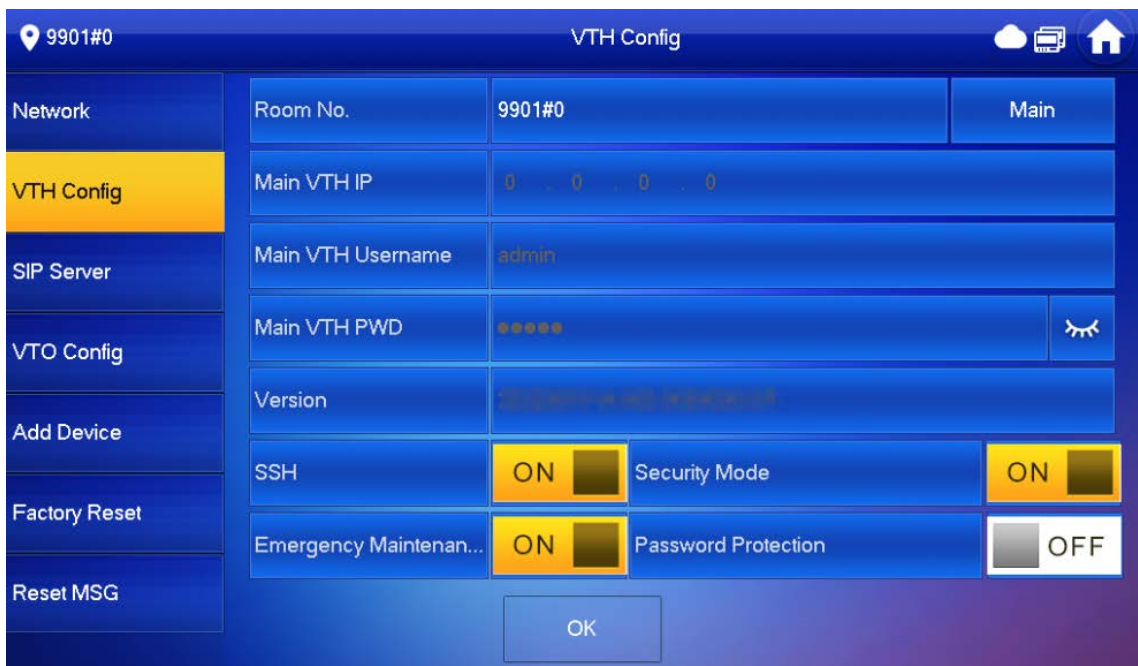 9901#0
VTH Config
Network
Room No. 9901#0 Main
VTH Config
Main VTH IP 0 . 0 . 0 . 0
Main VTH Username admin
SIP Server
Main VTH PWD
VTO Config
Version
Add Device
SSH ON Security Mode ON
Factory Reset
Emergency Maintenan... ON Password Protection OFF
Reset MSG
OK